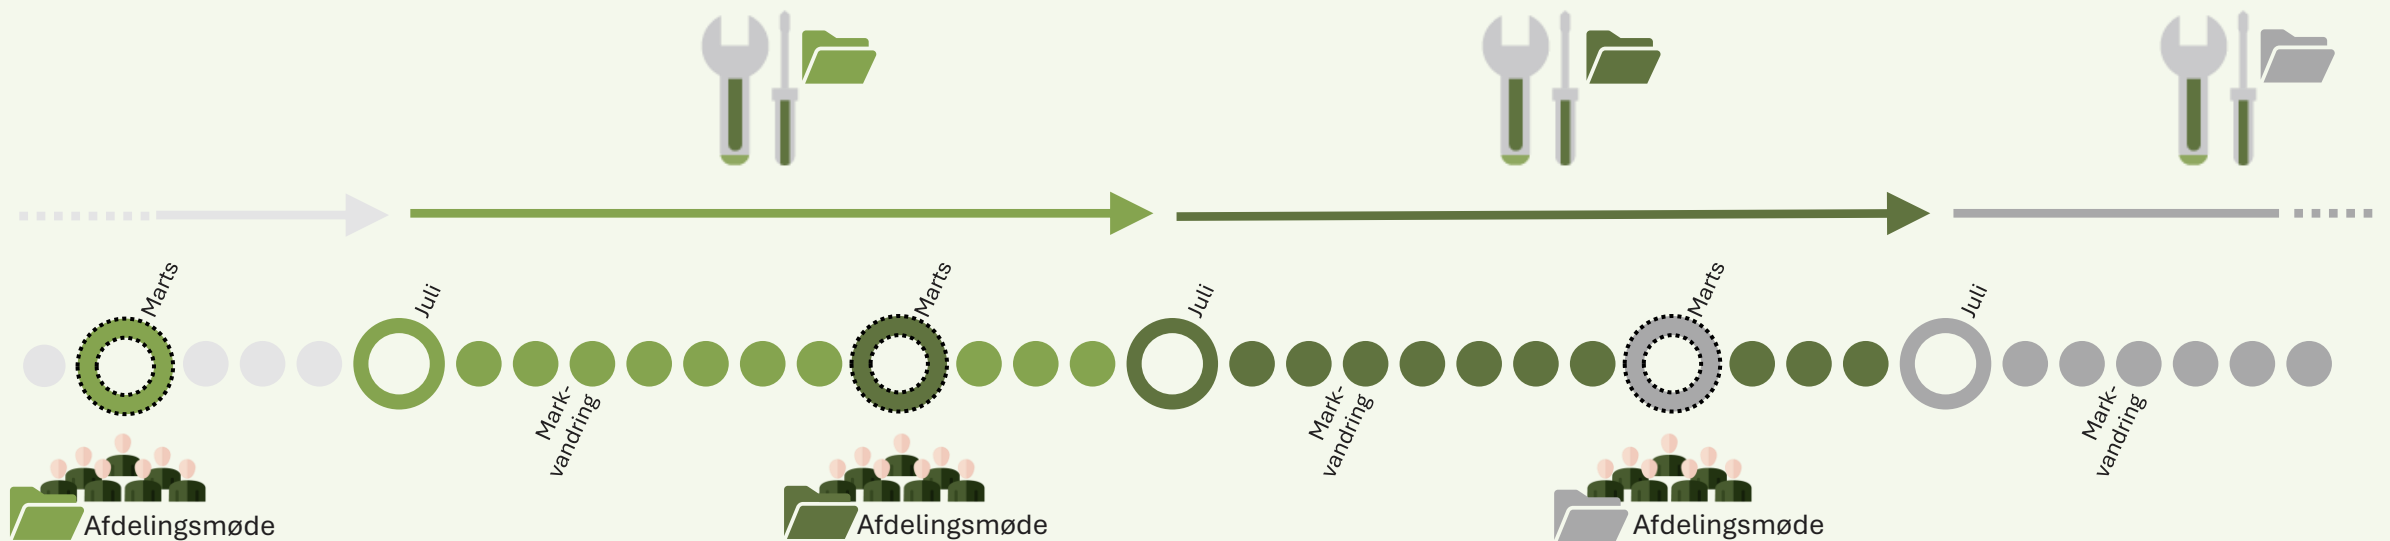 Marts
Juli
Marts
Juli
Marts
Juli
Mark-
vandring
Mark-
vandring
Mark-
vandring
Afdelingsmøde
Afdelingsmøde
Afdelingsmøde